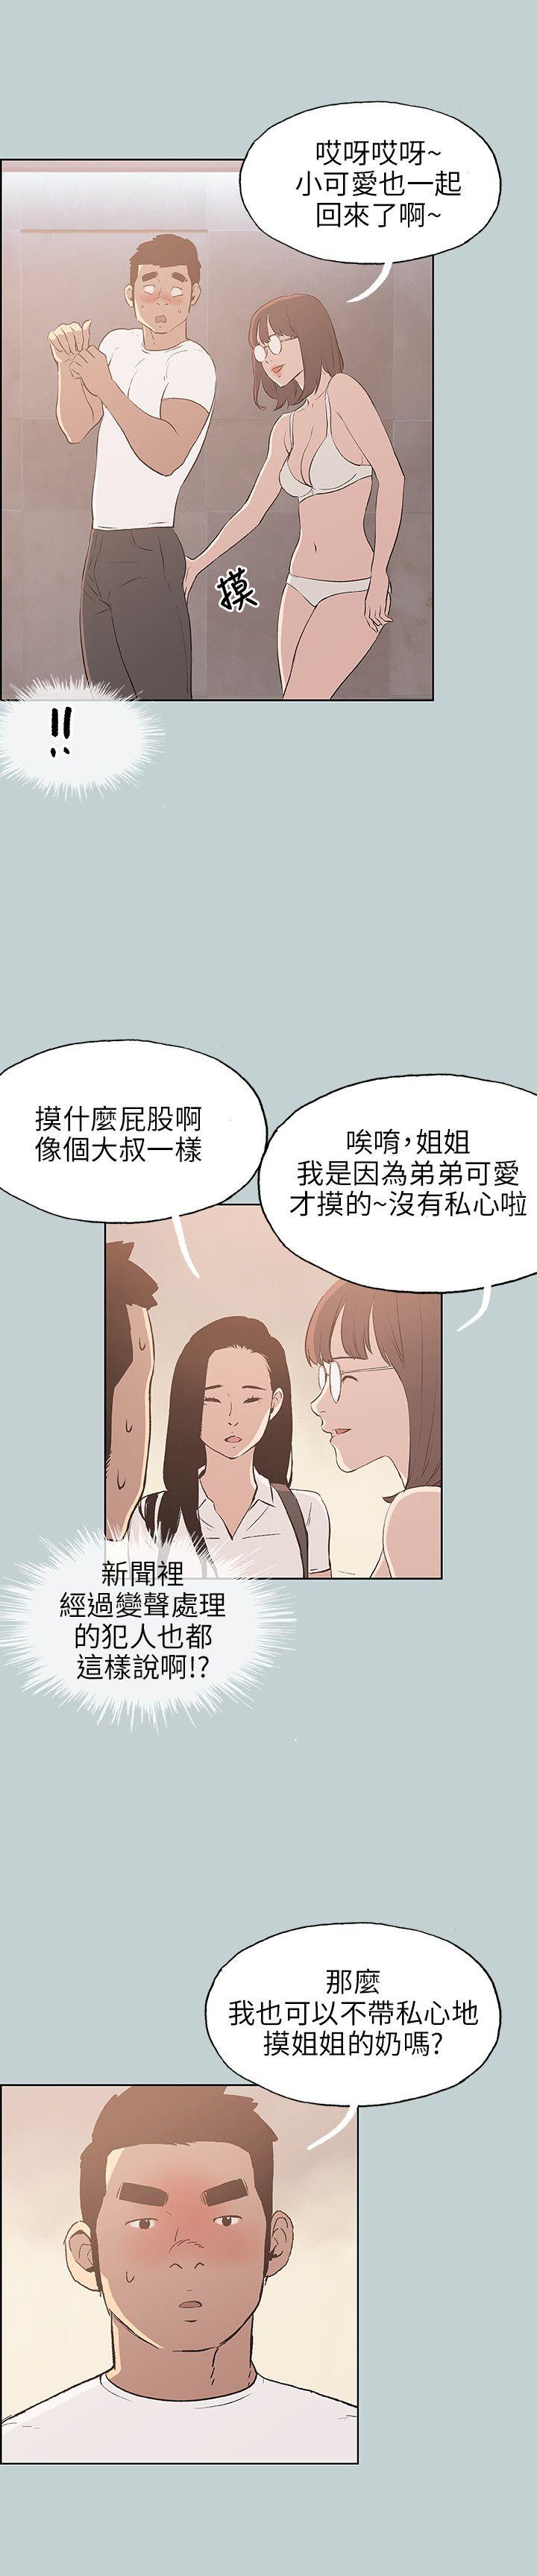 哎呀哎呀~
小可愛也一起
回來了啊~
摸
!!
摸什麼屁股啊
像個大叔一樣
唉唷，姐姐
我是因為弟弟可愛
才摸的~沒有私心啦
新聞裡
經過變聲處理
的犯人也都
這樣說啊!?
那麼
我也可以不帶私心地
摸姐姐的奶嗎?